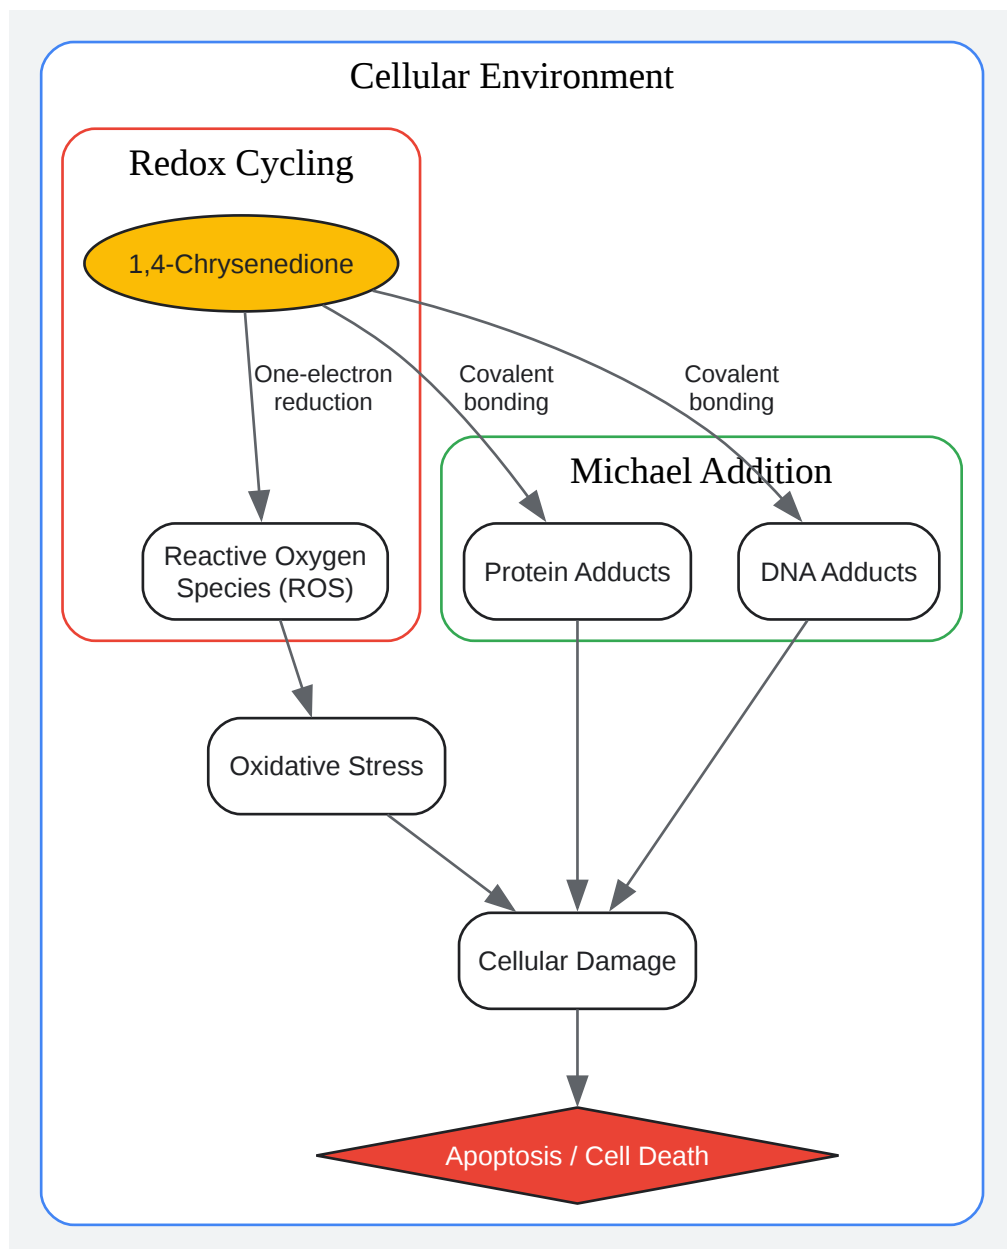 Cellular Environment
Redox Cycling
1,4-Chrysenedione
One-electron
reduction
Covalent
bonding
Covalent
bonding
Michael Addition
Reactive Oxygen
Species (ROS)
Protein Adducts
DNA Adducts
Oxidative Stress
Cellular Damage
Apoptosis / Cell Death